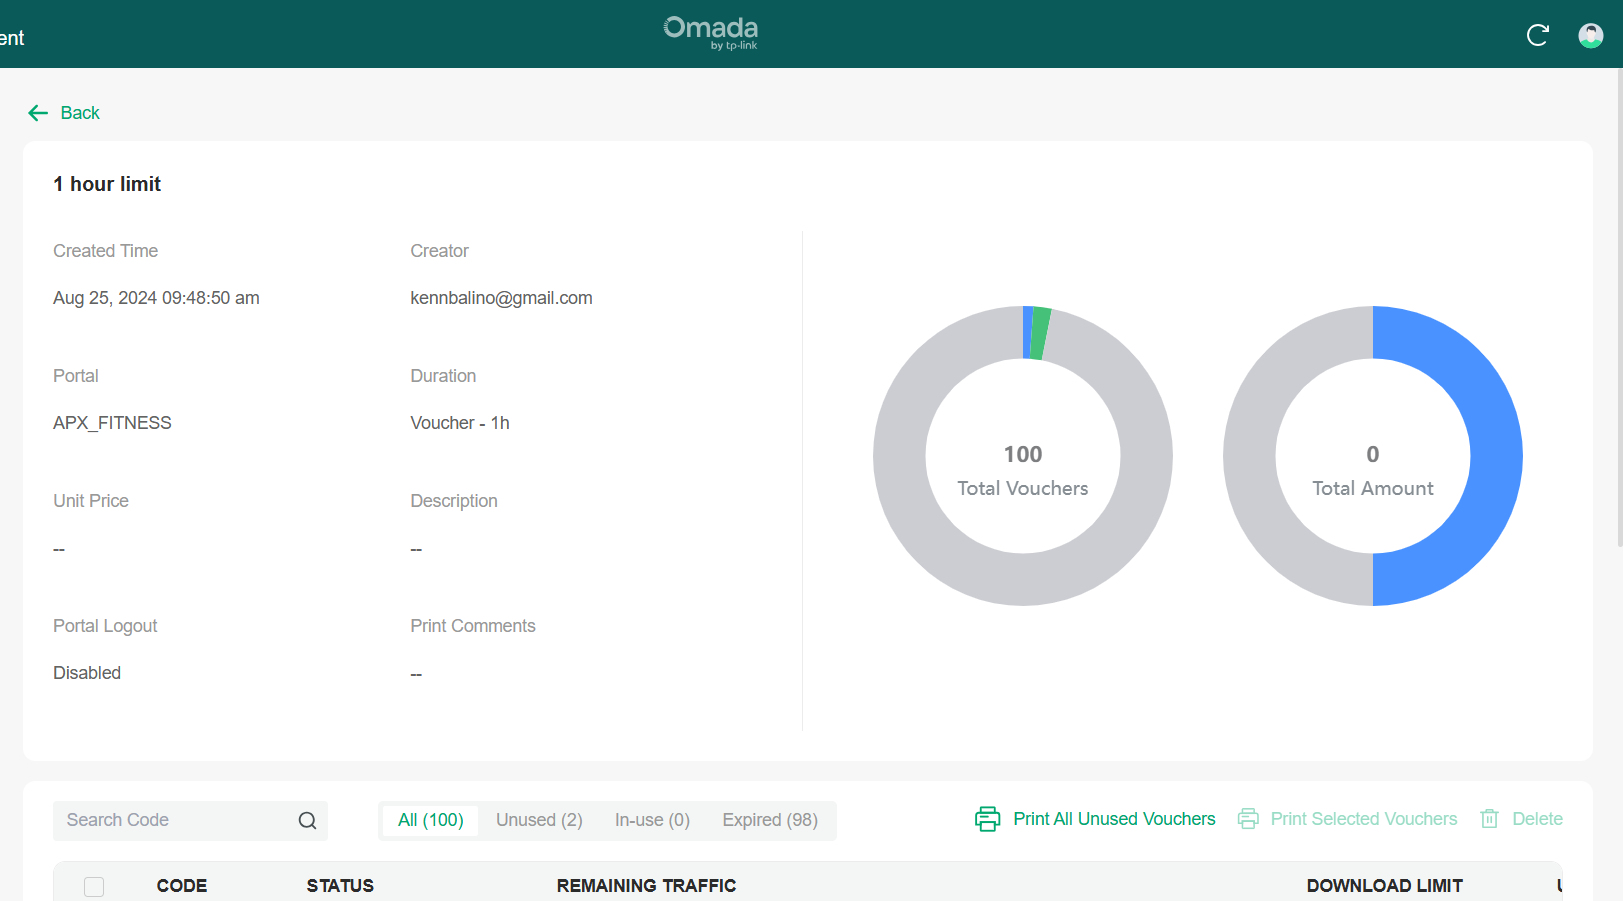 ent
Omada
by tp-link
Back
1 hour limit
Created Time
Creator
Aug 25, 2024 09:48:50 am
kennbalino@gmail.com
Portal
Duration
APX_FITNESS
Voucher - 1h
Unit Price
Description
--
--
Portal Logout
Print Comments
Disabled
--
100
Total Vouchers
0
Total Amount
Search Code
All (100)
Unused (2)
In-use (0)
Expired (98)
Print All Unused Vouchers
Print Selected Vouchers
Delete
CODE
STATUS
REMAINING TRAFFIC
DOWNLOAD LIMIT